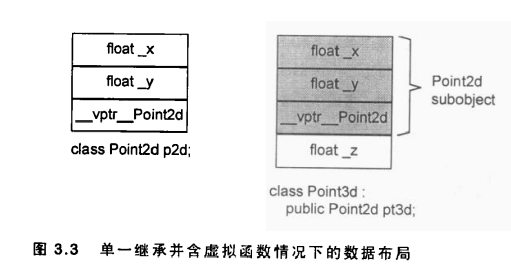 float _x
float _y
__vptr__Point2d
class Point2d p2d;
float _x
float _y
__vptr__Point2d
float _z
Point2d
subobject
class Point3d :
public Point2d pt3d;
图 3.3 单一继承并含虚拟函数情况下的数据布局